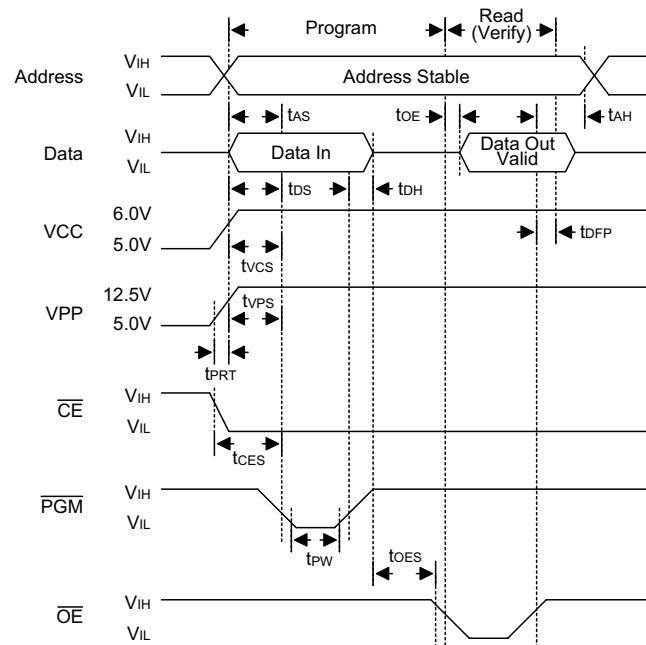 Program
Read
(Verify)
Address
VIH
VIL
Address Stable
tAS
tOE
tAH
Data
VIH
VIL
Data In
Data Out
Valid
tDS
tDH
VCC
6.0V
5.0V
tVCS
tDFP
VPP
12.5V
5.0V
tVPS
tPRT
CE
VIH
VIL
tCES
PGM
VIH
VIL
tPW
tOES
OE
VIH
VIL